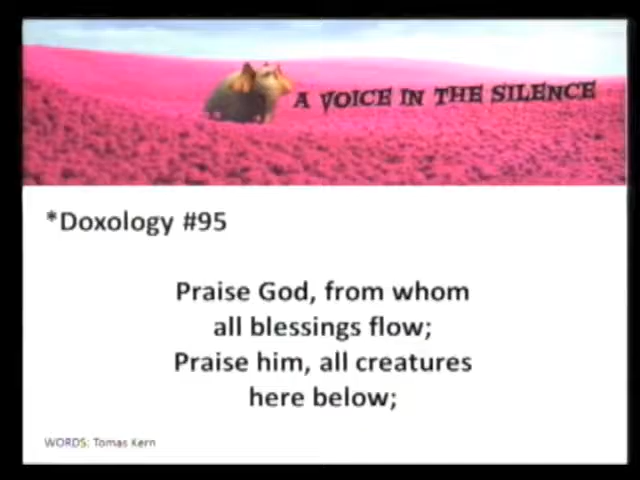 A VOICE IN THE SILENCE
*Doxology #95
Praise God, from whom
all blessings flow;
Praise him, all creatures
here below;
WORDS: Tomas Kern